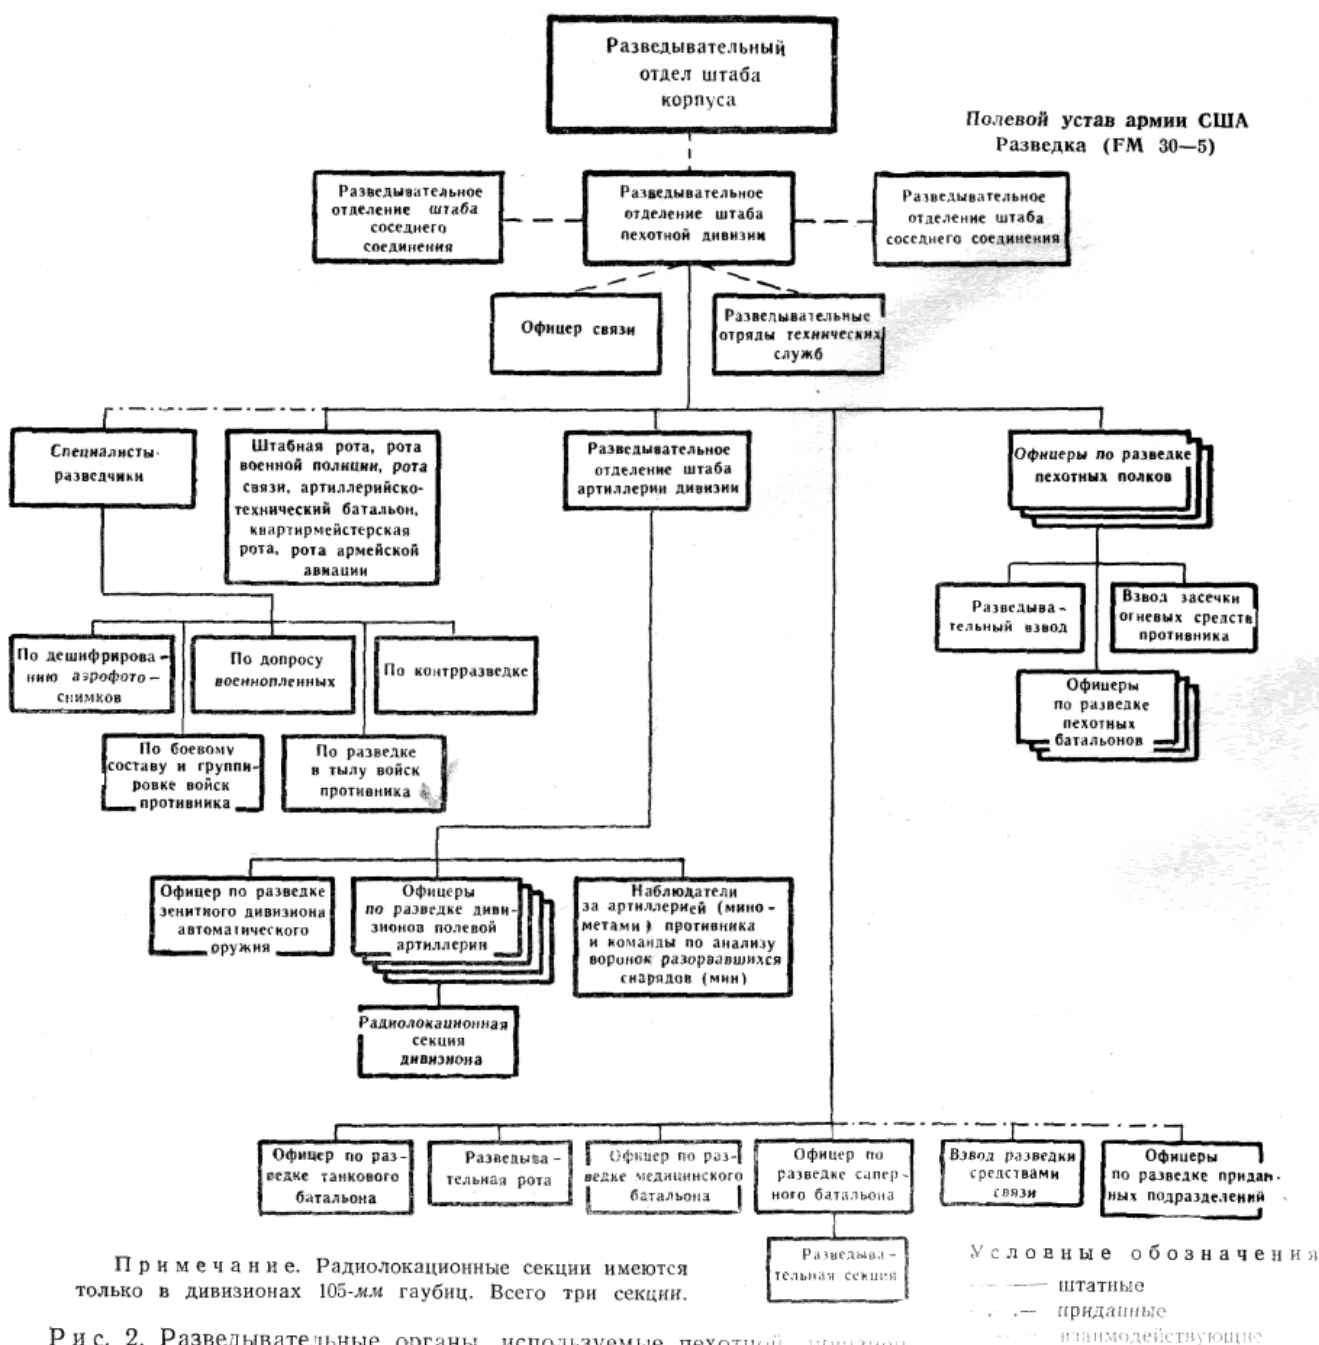 Разведывательный
отдел штаба
корпуса
Полевой устав армии США
Разведка (FM 30—5)
Разведывательное
отделение штаба
соседнего
соединения
Разведывательное
отделение штаба
пехотной дивизии
Разведывательное
отделение штаба
соседнего соединения
Офицер связи
Разведывательные
отряды технических
служб
Специалисты-
разведчики
Штабная рота, рота
военной полиции, рота
связи, артиллерийско-
технический батальон,
квартирмейстерская
рота, рота армейской
авиации
Разведывательное
отделение штаба
артиллерии дивизии
Офицеры по разведке
пехотных полков
Разведыва-
тельный взвод
Взвод засечки
огневых средств
противника
По дешифрирова-
нию аэрофото-
снимков
По допросу
военнопленных
По контрразведке
Офицеры
по разведке
пехотных
батальонов
По боевому
составу и группи-
ровке войск
противника
По разведке
в тылу войск
противника
Офицер по разведке
зенитного дивизиона
автоматического
оружия
Офицеры
по разведке диви-
зионов полевой
артиллерии
Наблюдатели
за артиллерией (мино-
метами) противника
и команды по анализу
воронок разорвавшихся
снарядов (мин)
Радиолокационная
секция
дивизиона
Офицер по раз-
ведке танкового
батальона
Разведыва-
тельная рота
Офицер по раз-
ведке медицинского
батальона
Офицер по
разведке сапер-
ного батальона
Взвод разведки
средствами
связи
Офицеры
по разведке придан-
ных подразделений
Разведыва-
тельная секция
Примечание. Радиолокационные секции имеются
только в дивизионах 105-мм гаубиц. Всего три секции.
Условные обозначения
штатные
приданные
взаимодействующие
Рис. 2. Разведывательные органы, используемые пехотной